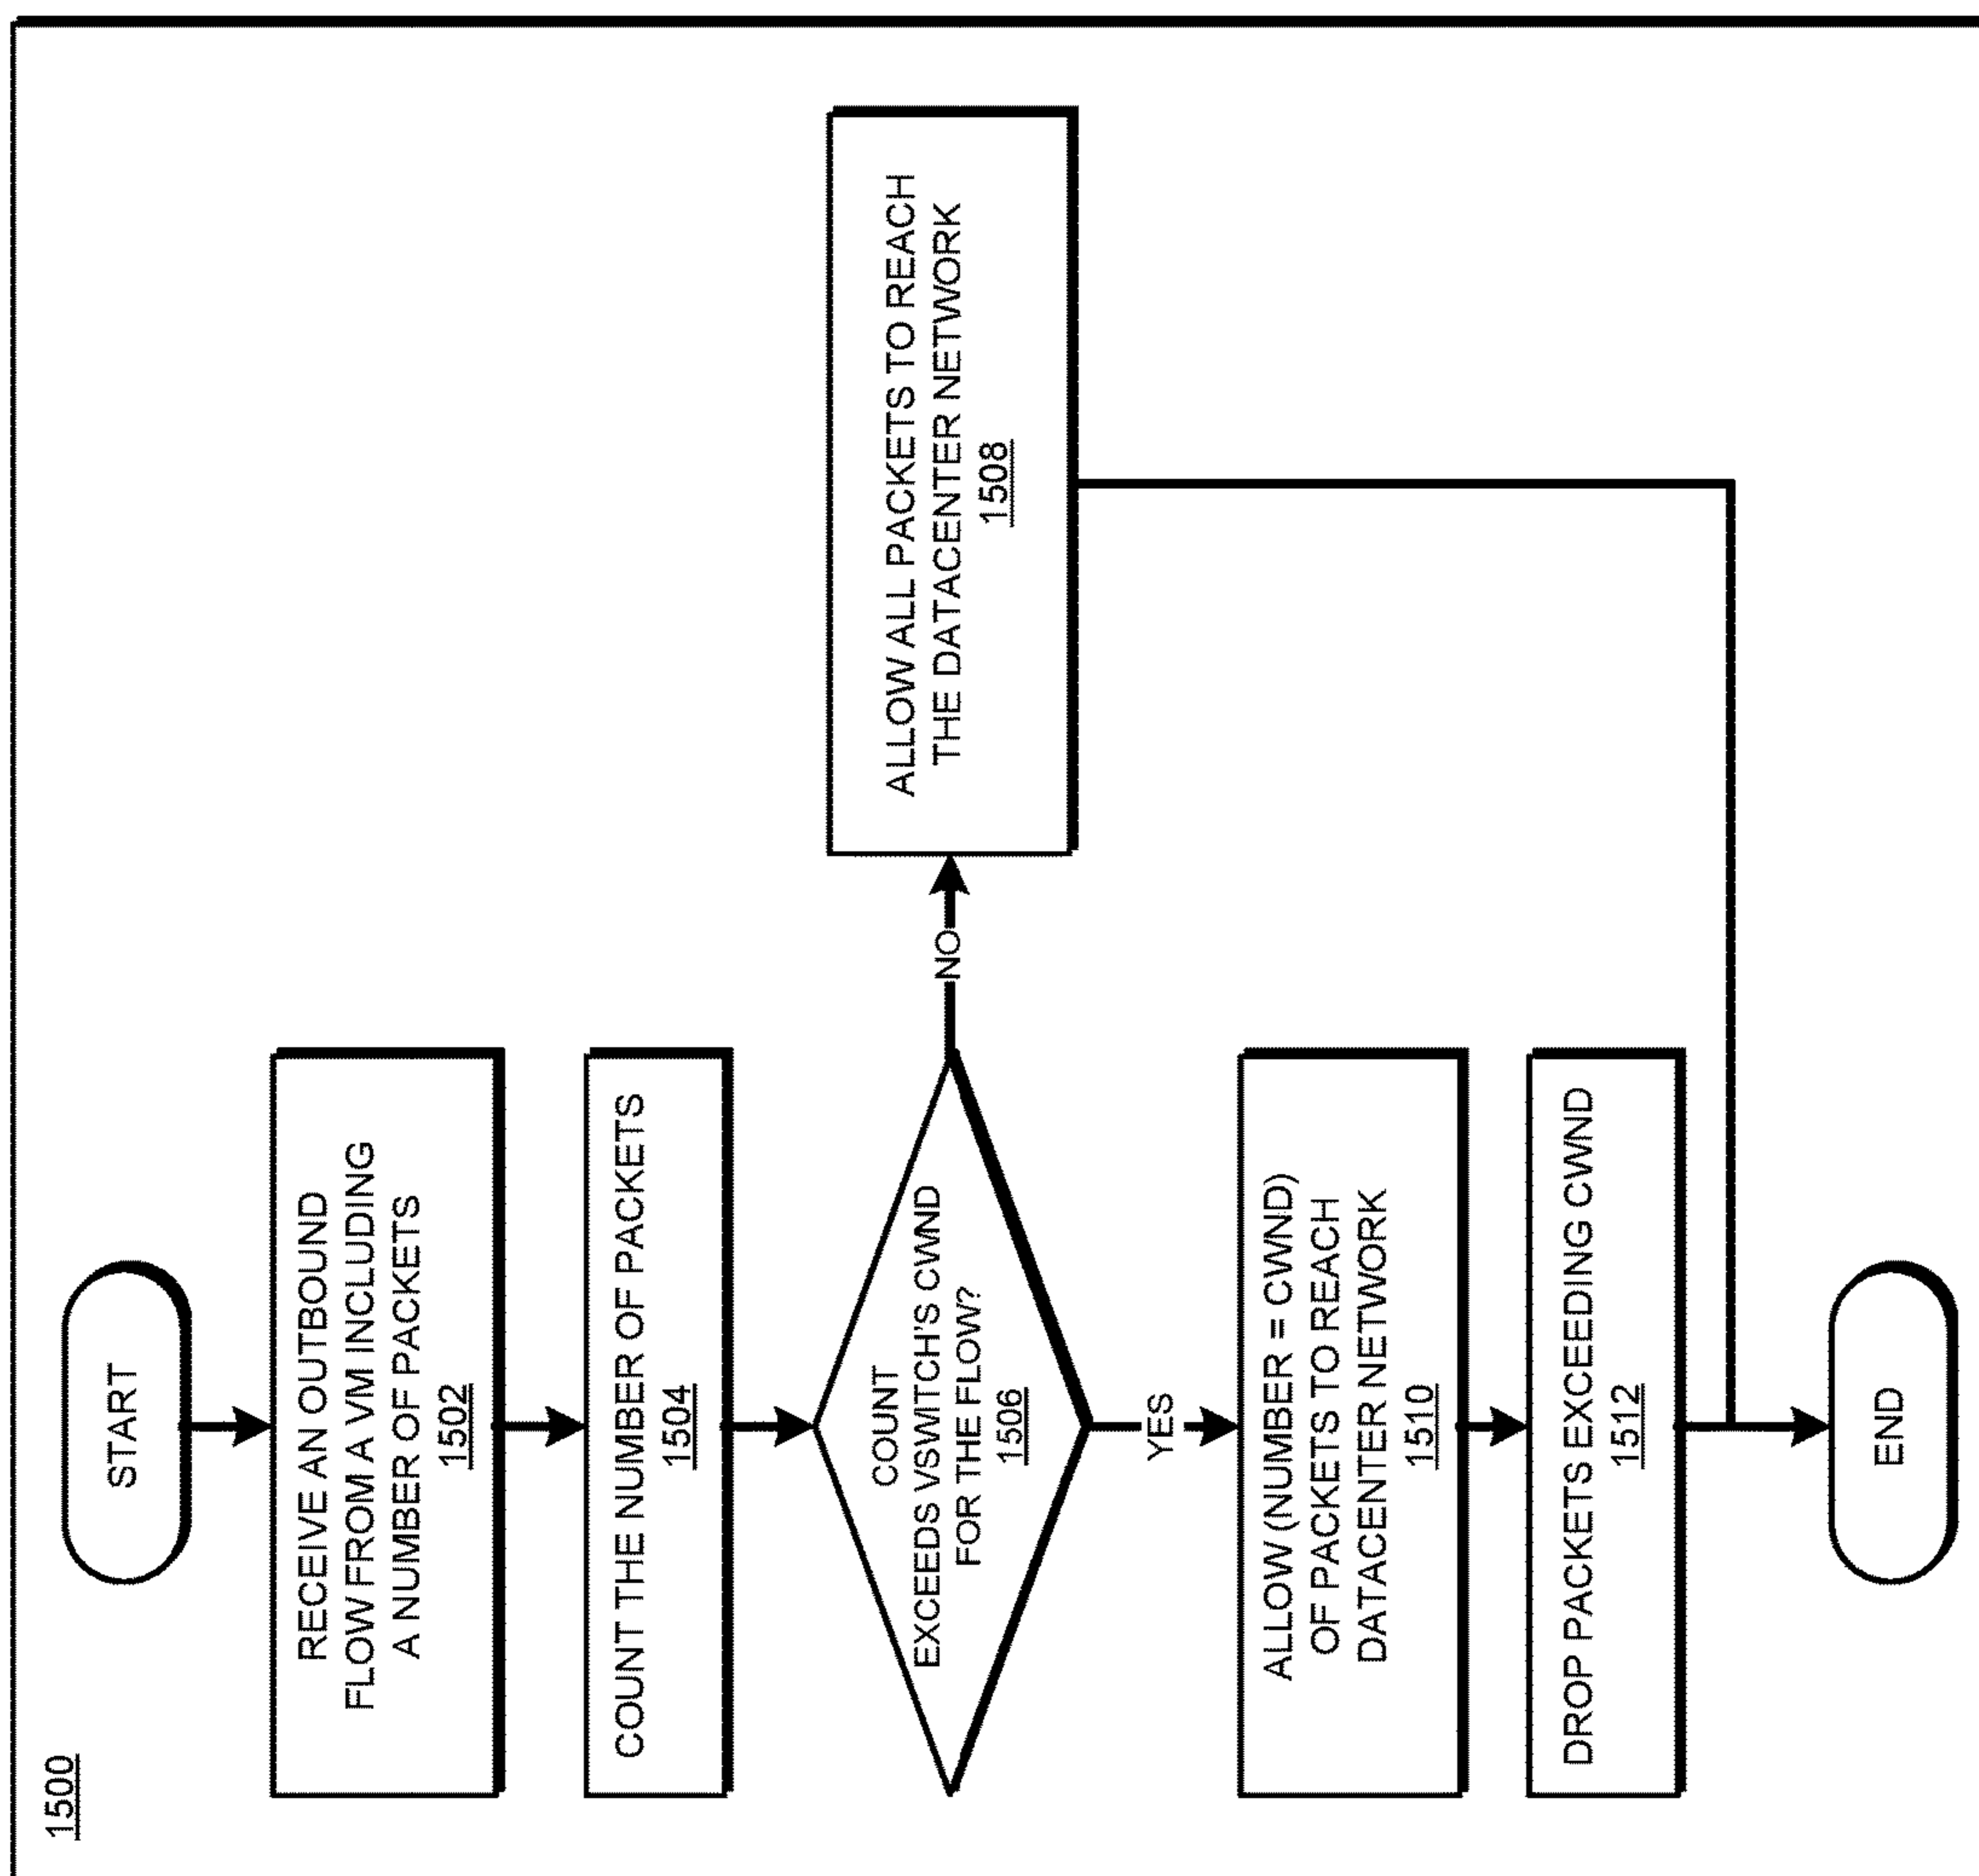 1500
START
RECEIVE AN OUTBOUND
FLOW FROM A VM INCLUDING
A NUMBER OF PACKETS
1502
COUNT THE NUMBER OF PACKETS
1504
COUNT
EXCEEDS VSWITCH'S CWND
FOR THE FLOW?
1506
NO
ALLOW ALL PACKETS TO REACH
THE DATACENTER NETWORK
1508
YES
ALLOW (NUMBER = CWND)
OF PACKETS TO REACH
DATACENTER NETWORK
1510
DROP PACKETS EXCEEDING CWND
1512
END